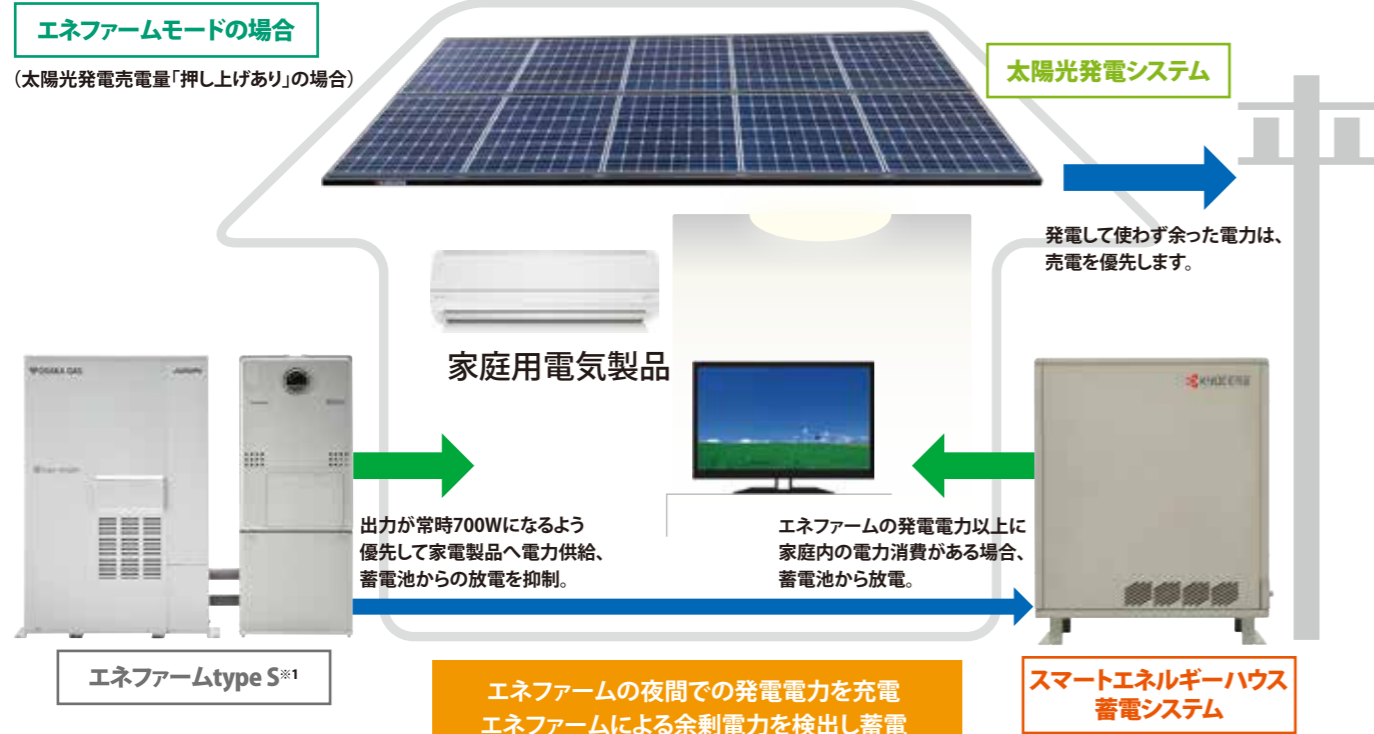 エネファームモードの場合
(太陽光発電売電量「押し上げあり」の場合)
太陽光発電システム
発電して使わず余った電力は、
売電を優先します。
家庭用電気製品
OSAKA GAS
KYOCERA
出力が常時700Wになるよう
優先して家電製品へ電力供給、
蓄電池からの放電を抑制。
エネファームの発電電力以上に
家庭内の電力消費がある場合、
蓄電池から放電。
エネファームtype S※1
エネファームの夜間での発電電力を充電
エネファームによる余剰電力を検出し蓄電
スマートエネルギーハウス
蓄電システム